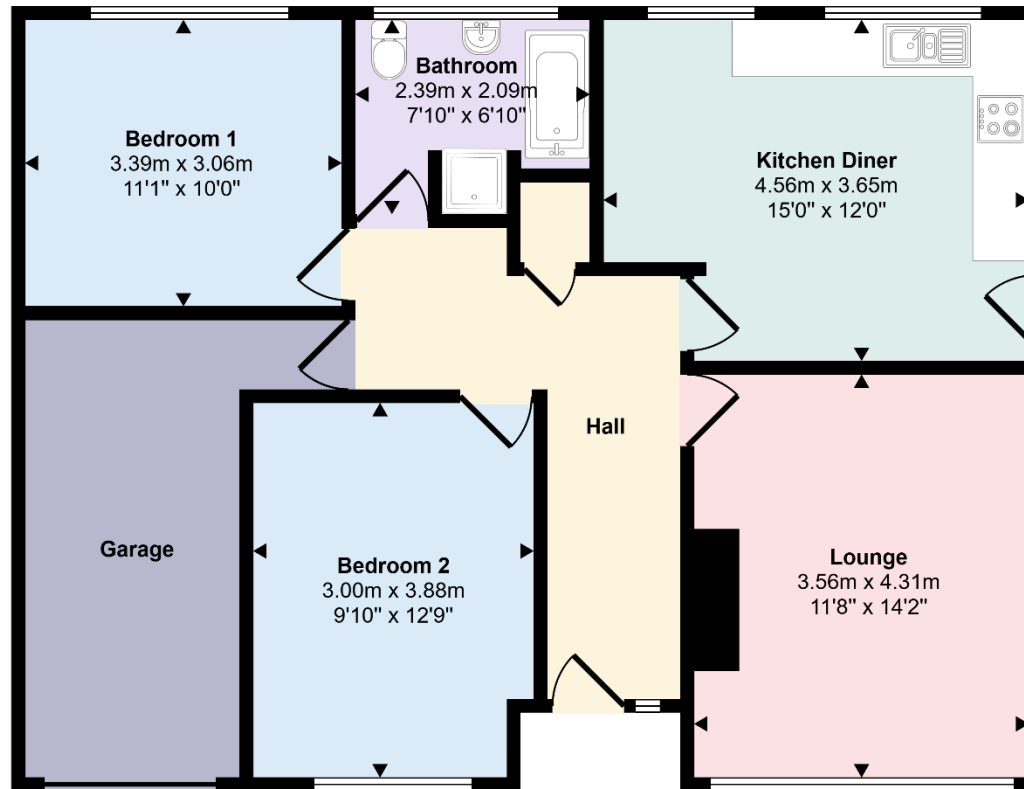 Bedroom 1
3.39m x 3.06m
11'1" x 10'0"
Bathroom
2.39m x 2.09m
7'10" x 6'10"
Kitchen Diner
4.56m x 3.65m
15'0" x 12'0"
Hall
Garage
Bedroom 2
3.00m x 3.88m
9'10" x 12'9"
Lounge
3.56m x 4.31m
11'8" x 14'2"